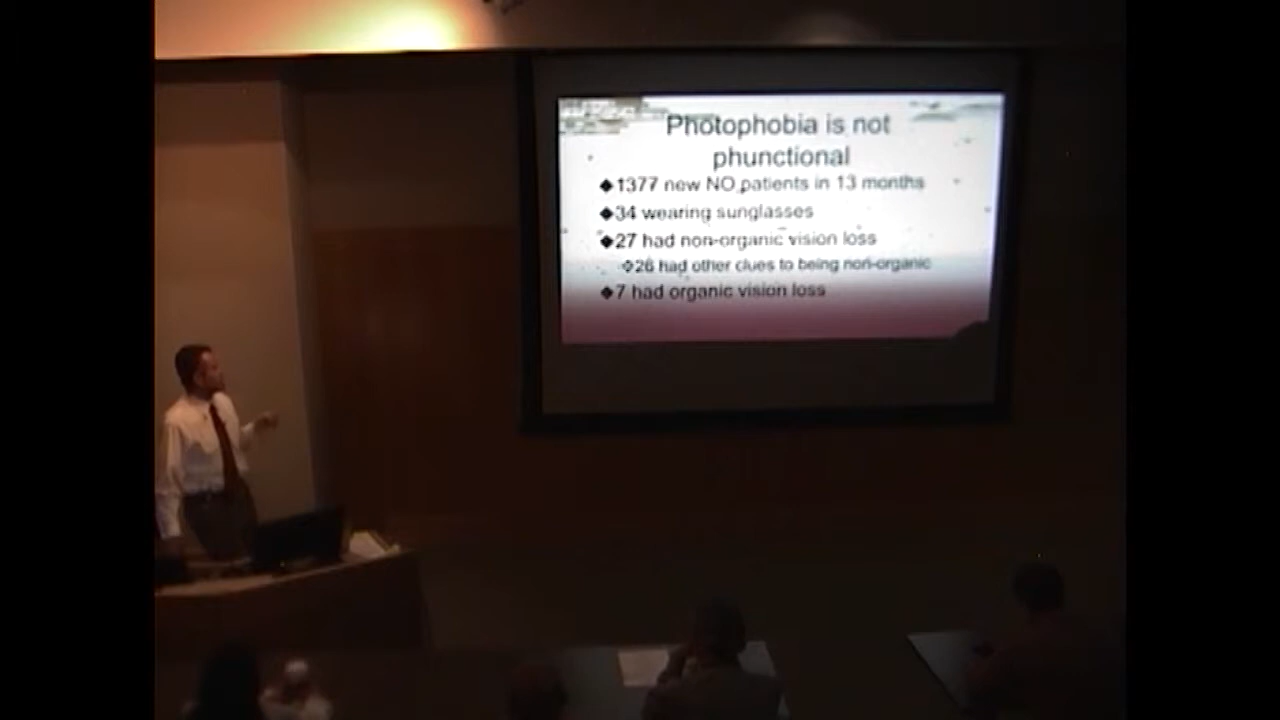 Photophobia is not
phunctional
◆1377 new NO patients in 13 months
◆34 wearing sunglasses
◆27 had non-organic vision loss
❖26 had other clues to being non-organic
◆7 had organic vision loss